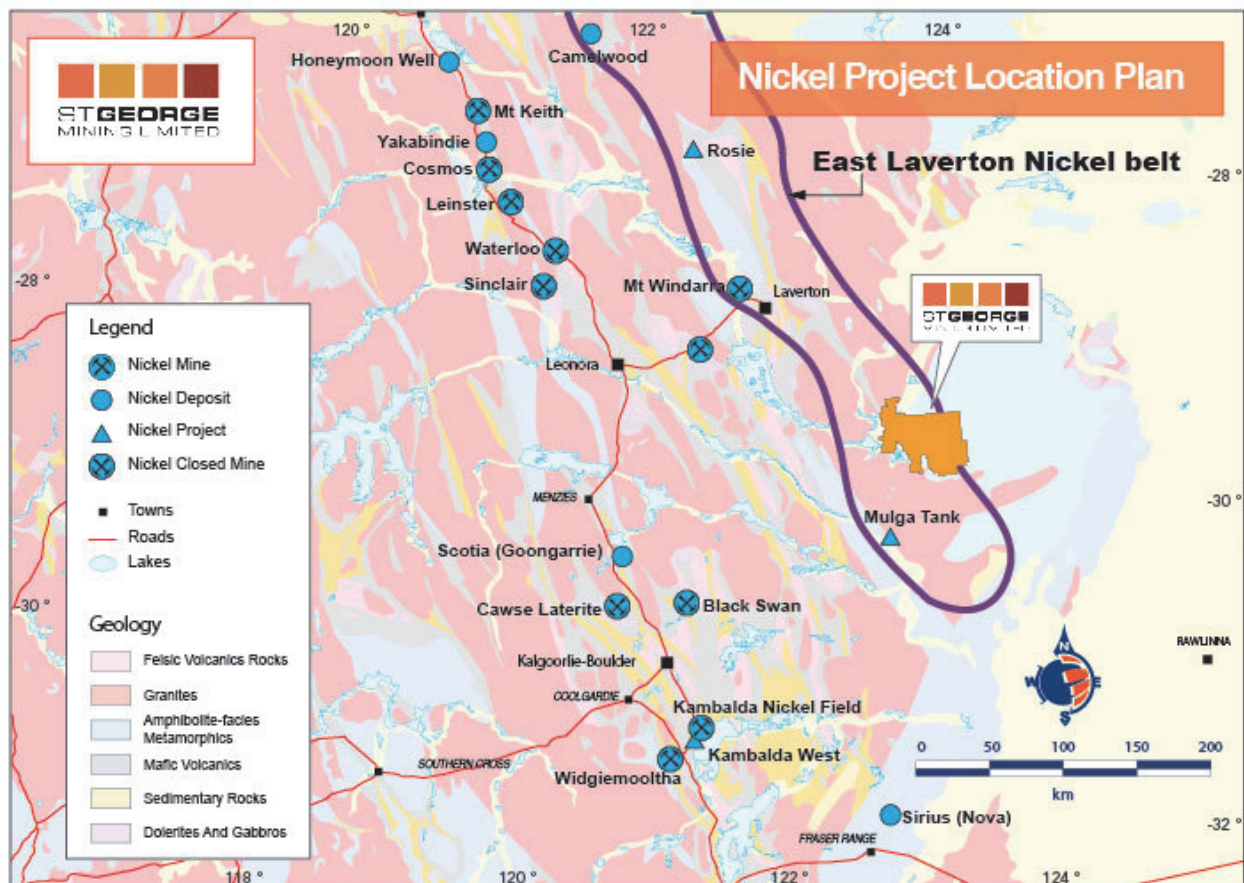 120 °
122 °
124 °
STGEORGE
MINING LIMITED
Nickel Project Location Plan
Honeymoon Well
Camelwood
Mt Keith
Yakabindie
Rosie
Cosmos
East Laverton Nickel belt
-28 °
Leinster
Waterloo
-28 °
Sinclair
Mt Windarra
Laverton
STGEORGE
MINING LIMITED
Legend
Nickel Mine
Nickel Deposit
Nickel Project
Nickel Closed Mine
Towns
Roads
Lakes
Leonora
MENZIES
-30 °
Mulga Tank
Scotia (Goongarrie)
-30 °
Cawse Laterite
Black Swan
Geology
Felsic Volcanics Rocks
Granites
Amphibolite-facies
Metamorphics
Mafic Volcanics
Sedimentary Rocks
Dolerites And Gabbros
Kalgoorlie-Boulder
RAWLINNA
COOLGARDIE
N
W E
S
Kambalda Nickel Field
Kambalda West
SOUTHERN CROSS
Widgiemooltha
0 50 100 150 200
km
Sirius (Nova)
FRASER RANGE
-32 °
118 °
120 °
122 °
124 °